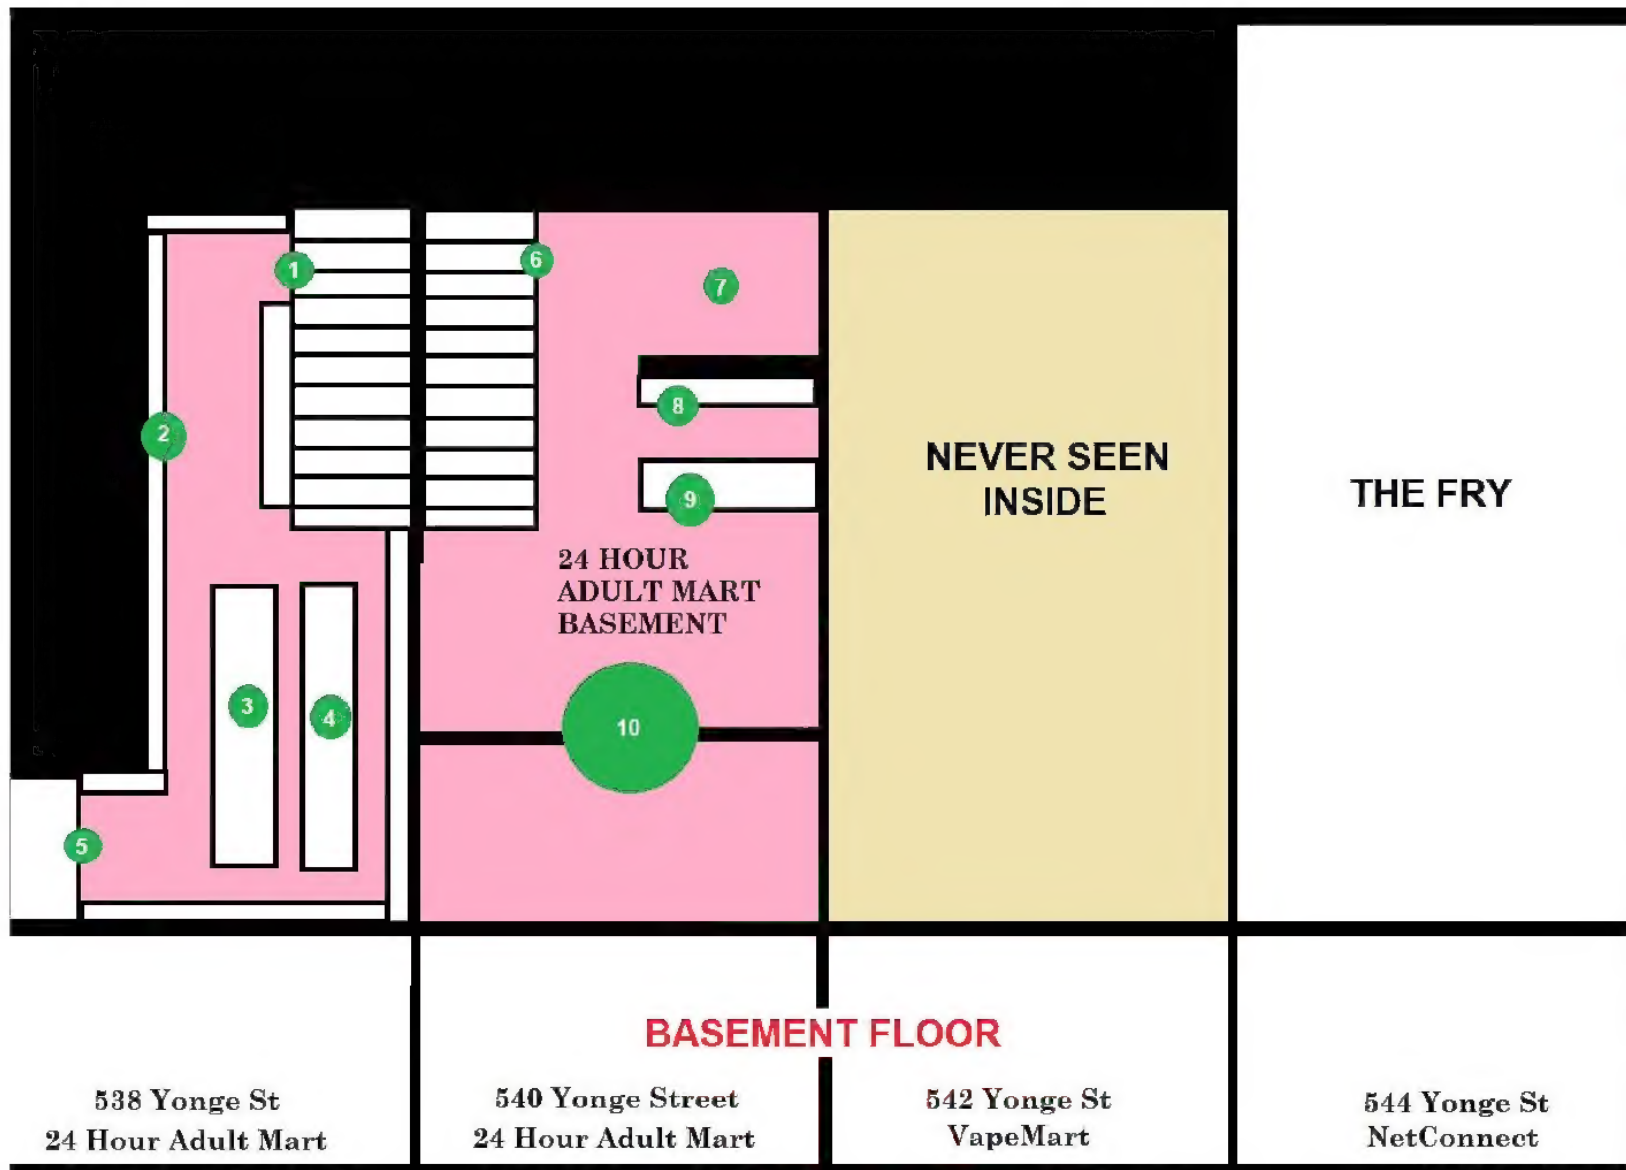 1
6
7
8
2
9
NEVER SEEN
INSIDE
THE FRY
24 HOUR
ADULT MART
BASEMENT
3
4
10
5
BASEMENT FLOOR
538 Yonge St
24 Hour Adult Mart
540 Yonge Street
24 Hour Adult Mart
542 Yonge St
VapeMart
544 Yonge St
NetConnect